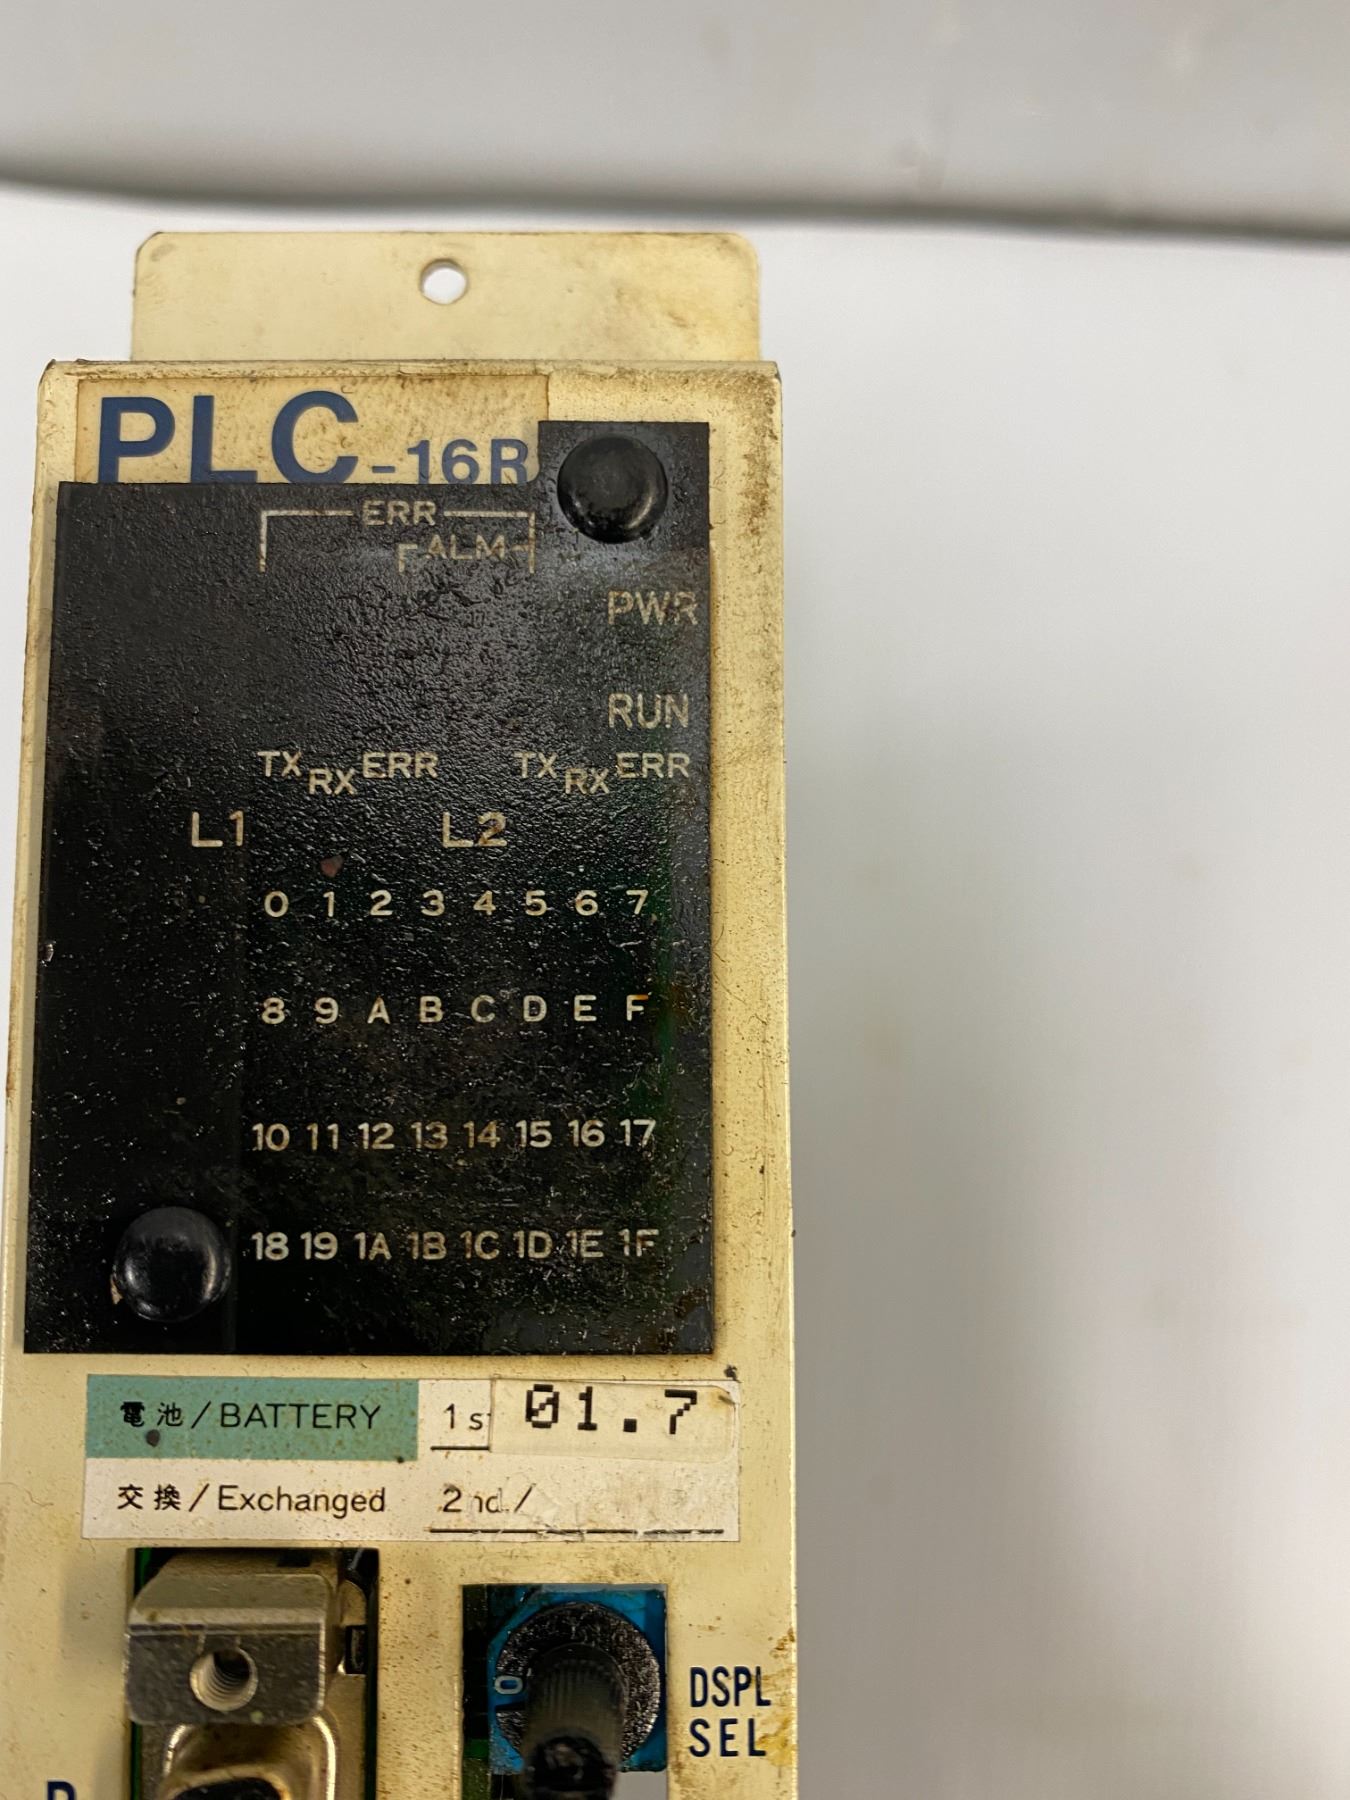 PLC-16R
ERR
ALM
PWR
RUN
TX RX ERR TX RX ERR
L1 L2
0 1 2 3 4 5 6 7
8 9 A B C D E F
10 11 12 13 14 15 16 17
18 19 1A 1B 1C 1D 1E 1F
電池/BATTERY 1s 01.7
交換/Exchanged 2nd./
0
DSPL
SEL